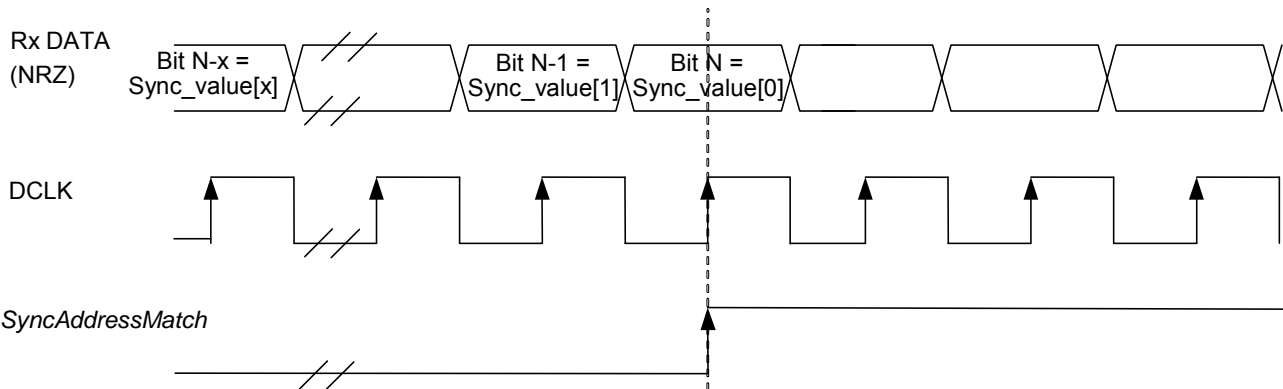 Rx DATA
(NRZ)
Bit N-x =
Sync_value[x]
Bit N-1 =
Sync_value[1]
Bit N =
Sync_value[0]
DCLK
SyncAddressMatch